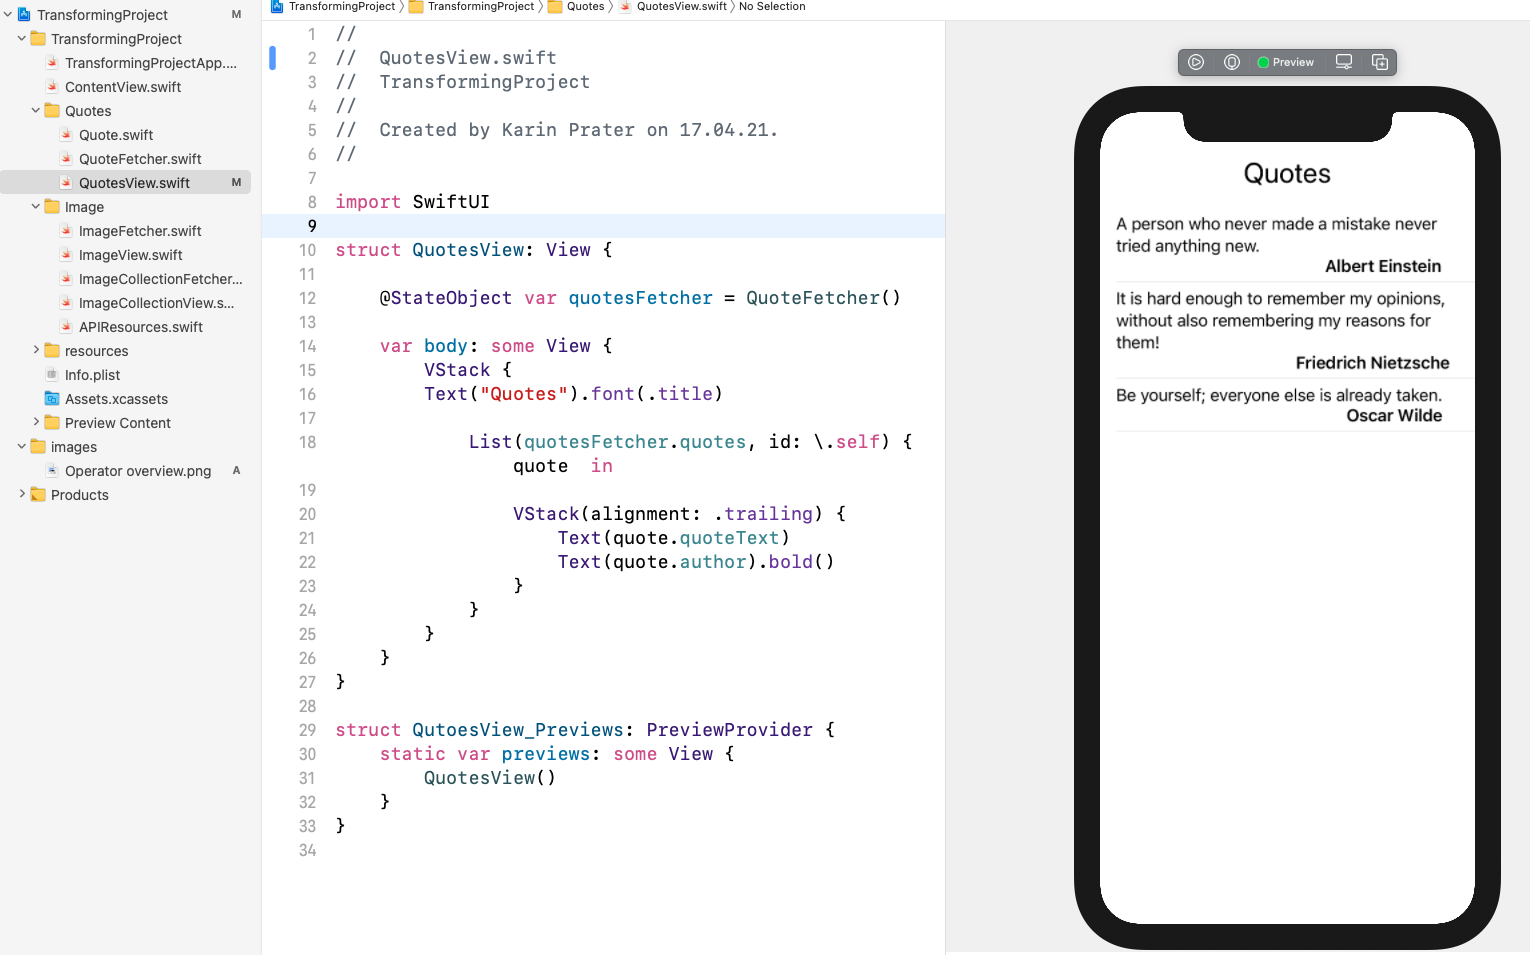 TransformingProject M
TransformingProject
TransformingProjectApp....
ContentView.swift
Quotes
Quote.swift
QuoteFetcher.swift
QuotesView.swift M
Image
ImageFetcher.swift
ImageView.swift
ImageCollectionFetcher...
ImageCollectionView.s...
APIResources.swift
resources
Info.plist
Assets.xcassets
Preview Content
images
Operator overview.png A
Products
TransformingProject TransformingProject Quotes QuotesView.swift No Selection
1 //
2 //  QuotesView.swift
3 //  TransformingProject
4 //
5 //  Created by Karin Prater on 17.04.21.
6 //
7
8 import SwiftUI
9
10 struct QuotesView: View {
11
12     @StateObject var quotesFetcher = QuoteFetcher()
13
14     var body: some View {
15         VStack {
16         Text("Quotes").font(.title)
17
18             List(quotesFetcher.quotes, id: \.self) {
                quote  in
19
20                 VStack(alignment: .trailing) {
21                     Text(quote.quoteText)
22                     Text(quote.author).bold()
23                 }
24             }
25         }
26     }
27 }
28
29 struct QutoesView_Previews: PreviewProvider {
30     static var previews: some View {
31         QuotesView()
32     }
33 }
34
Preview
Quotes
A person who never made a mistake never
tried anything new.
Albert Einstein
It is hard enough to remember my opinions,
without also remembering my reasons for
them!
Friedrich Nietzsche
Be yourself; everyone else is already taken.
Oscar Wilde